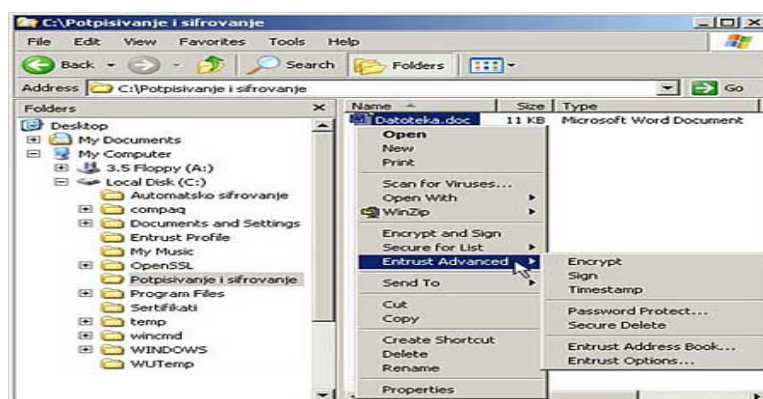 C:\Potpisivanje i sifrovanje
File Edit View Favorites Tools Help
Back Search Folders
Address C:\Potpisivanje i sifrovanje Go
Folders
Desktop
My Documents
My Computer
3.5 Floppy (A:)
Local Disk (C:)
Automatsko sifrovanje
compaq
Documents and Settings
Entrust Profile
My Music
OpenSSL
Potpisivanje i sifrovanje
Program Files
Sertifikati
temp
wincmd
WINDOWS
WUTemp
Name Size Type
Datoteka.doc 11 KB Microsoft Word Document
Open
New
Print
Scan for Viruses...
Open With
WinZip
Encrypt and Sign
Secure for List
Entrust Advanced
Send To
Cut
Copy
Create Shortcut
Delete
Rename
Properties
Encrypt
Sign
Timestamp
Password Protect...
Secure Delete
Entrust Address Book...
Entrust Options...